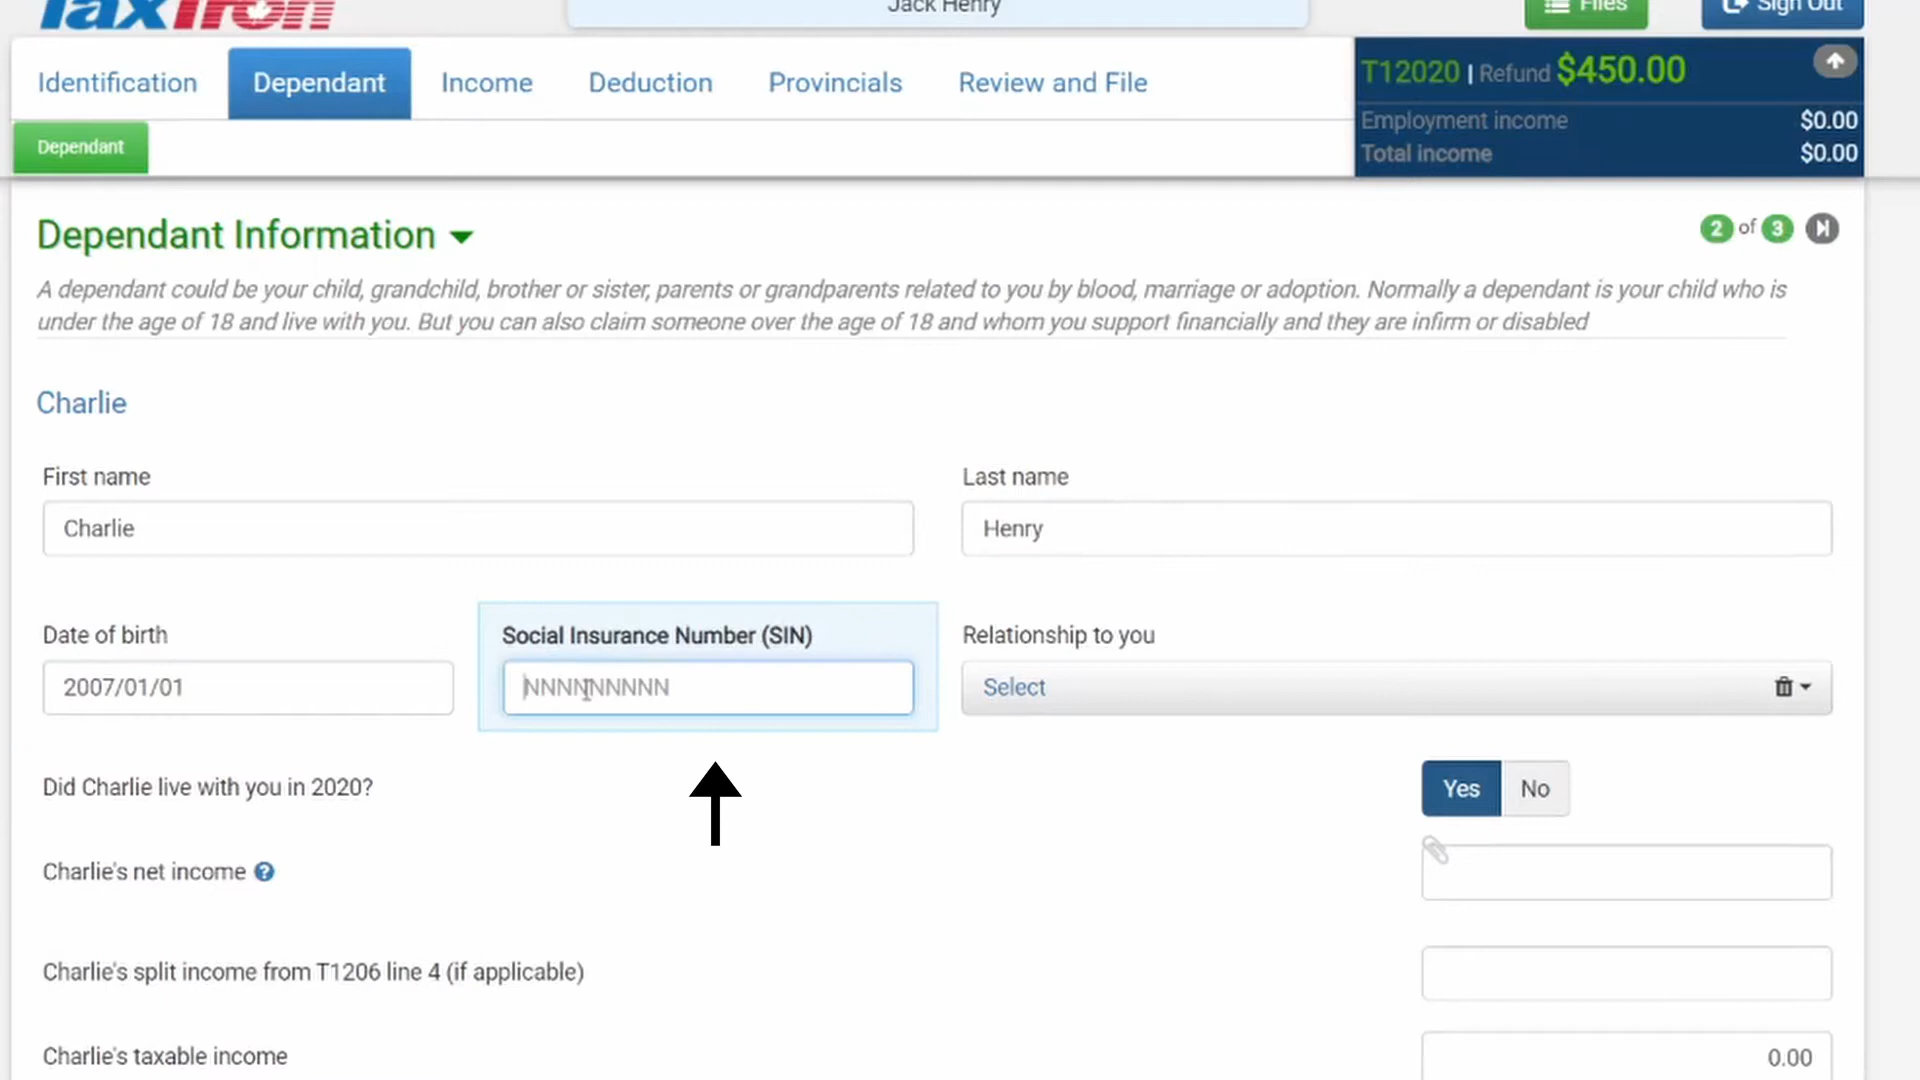 TaxTron
Jack Henry
Files
Sign Out
Identification
Dependant
Income
Deduction
Provincials
Review and File
T12020 | Refund $450.00
Employment income $0.00
Total income $0.00
Dependant
Dependant Information
2 of 3
A dependant could be your child, grandchild, brother or sister, parents or grandparents related to you by blood, marriage or adoption. Normally a dependant is your child who is
under the age of 18 and live with you. But you can also claim someone over the age of 18 and whom you support financially and they are infirm or disabled
Charlie
First name
Last name
Charlie
Henry
Date of birth
Social Insurance Number (SIN)
Relationship to you
2007/01/01
NNNNNNNNN
Select
Did Charlie live with you in 2020?
Yes
No
Charlie's net income ?
Charlie's split income from T1206 line 4 (if applicable)
Charlie's taxable income
0.00